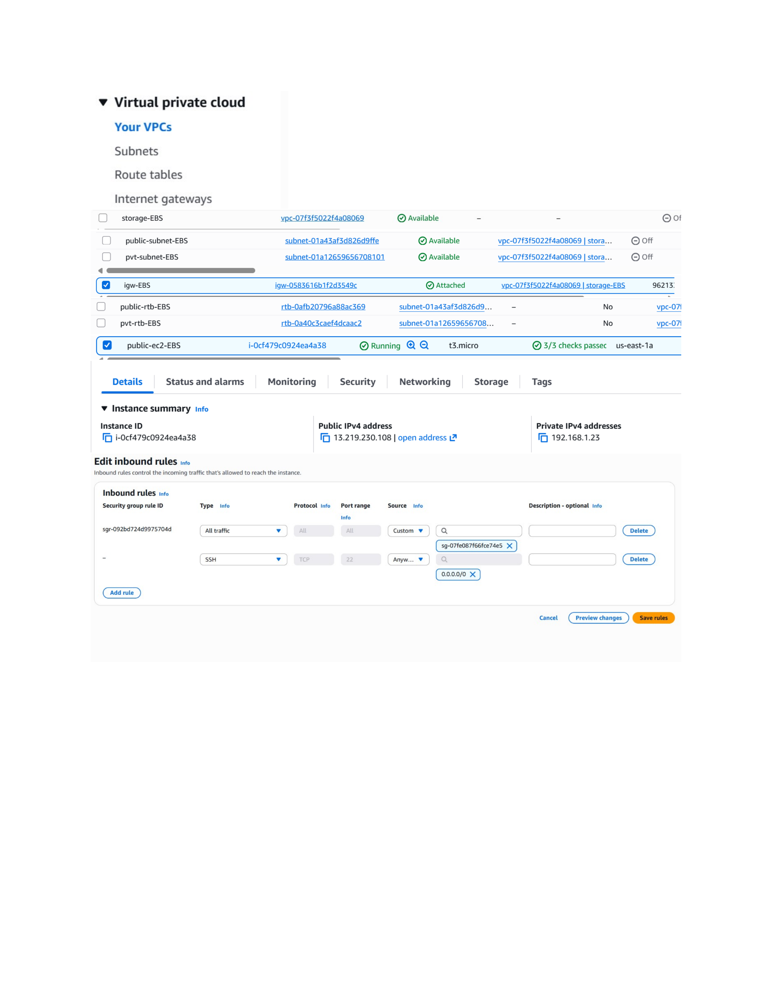 Virtual private cloud
Your VPCs
Subnets
Route tables
Internet gateways
storage-EBS vpc-07f3f5022f4a08069 Available – – Of
public-subnet-EBS subnet-01a43af3d826d9ffe Available vpc-07f3f5022f4a08069 | stora... Off
pvt-subnet-EBS subnet-01a12659656708101 Available vpc-07f3f5022f4a08069 | stora... Off
igw-EBS igw-0583616b1f2d3549c Attached vpc-07f3f5022f4a08069 | storage-EBS 96213
public-rtb-EBS rtb-0afb20796a88ac369 subnet-01a43af3d826d9... – No vpc-07f
pvt-rtb-EBS rtb-0a40c3caef4dcaac2 subnet-01a12659656708... – No vpc-07f
public-ec2-EBS i-0cf479c0924ea4a38 Running t3.micro 3/3 checks passec us-east-1a
Details Status and alarms Monitoring Security Networking Storage Tags
Instance summary Info
Instance ID Public IPv4 address Private IPv4 addresses
i-0cf479c0924ea4a38 13.219.230.108 | open address 192.168.1.23
Edit inbound rules Info
Inbound rules control the incoming traffic that's allowed to reach the instance.
Inbound rules Info
Security group rule ID Type Info Protocol Info Port range Source Info Description - optional Info
Info
sgr-092bd724d9975704d All traffic All All Custom Delete
sg-07fe087f66fce74e5
– SSH TCP 22 Anyw... Delete
0.0.0.0/0
Add rule
Cancel Preview changes Save rules